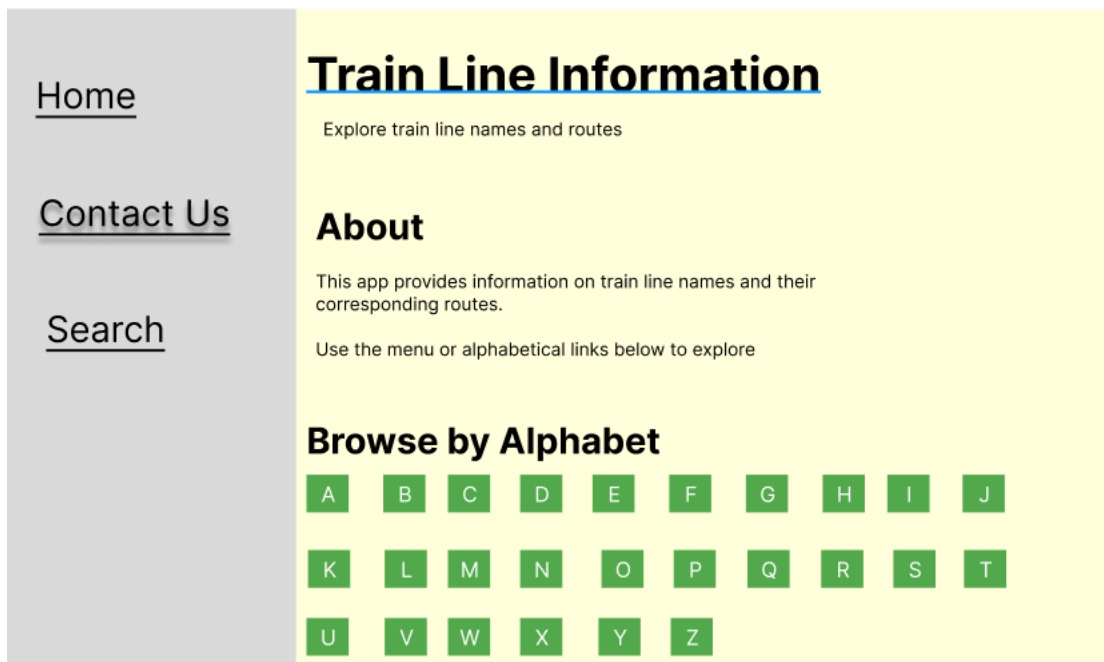 Home
Contact Us
Search
Train Line Information
Explore train line names and routes
About
This app provides information on train line names and their
corresponding routes.
Use the menu or alphabetical links below to explore
Browse by Alphabet
A B C D E F G H I J
K L M N O P Q R S T
U V W X Y Z